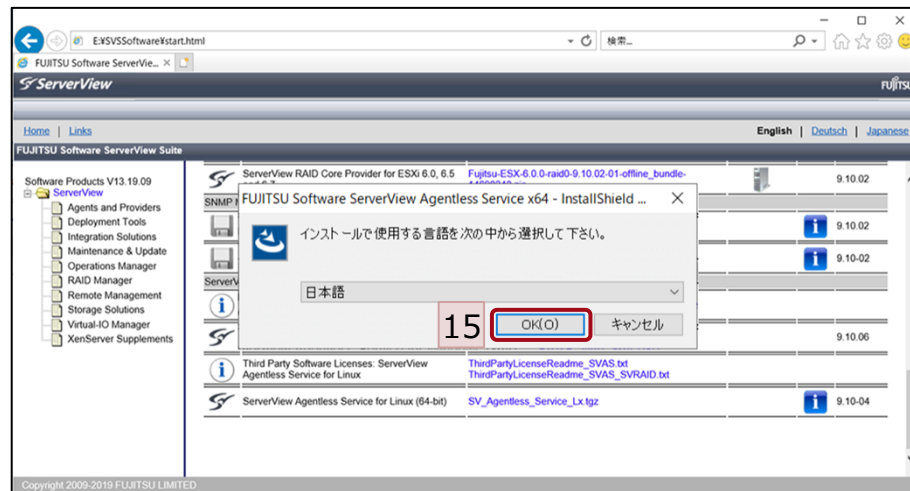 E:¥SVSSoftware¥start.html
検索...
FUJITSU Software ServerVie...
ServerView
Home | Links
English | Deutsch | Japanese
FUJITSU Software ServerView Suite
Software Products V13.19.09
ServerView
Agents and Providers
Deployment Tools
Integration Solutions
Maintenance & Update
Operations Manager
RAID Manager
Remote Management
Storage Solutions
Virtual-IO Manager
XenServer Supplements
ServerView RAID Core Provider for ESXi 6.0, 6.5
Fujitsu-ESX-6.0.0-raid0-9.10.02-01-offline_bundle-
9.10.02
SNMP
9.10.02
9.10-02
FUJITSU Software ServerView Agentless Service x64 - InstallShield ...
インストールで使用する言語を次の中から選択して下さい。
日本語
15
OK(O)
キャンセル
9.10.06
Third Party Software Licenses: ServerView
Agentless Service for Linux
ThirdPartyLicenseReadme_SVAS.txt
ThirdPartyLicenseReadme_SVAS_SVRAID.txt
ServerView Agentless Service for Linux (64-bit)
SV_Agentless_Service_Lx.tgz
9.10-04
Copyright 2009-2019 FUJITSU LIMITED